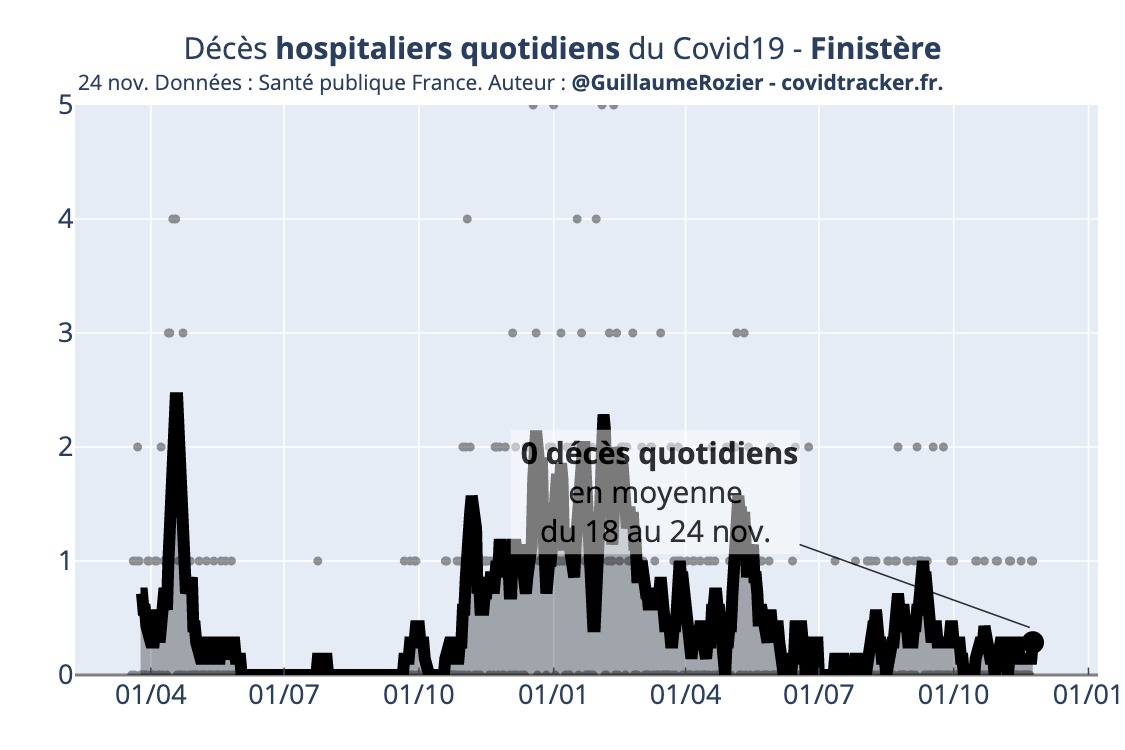 Décès hospitaliers quotidiens du Covid19 - Finistère
24 nov. Données : Santé publique France. Auteur : @GuillaumeRozier - covidtracker.fr.
5
4
3
2
1
0
0 décès quotidiens
en moyenne
du 18 au 24 nov.
01/04 01/07 01/10 01/01 01/04 01/07 01/10 01/01